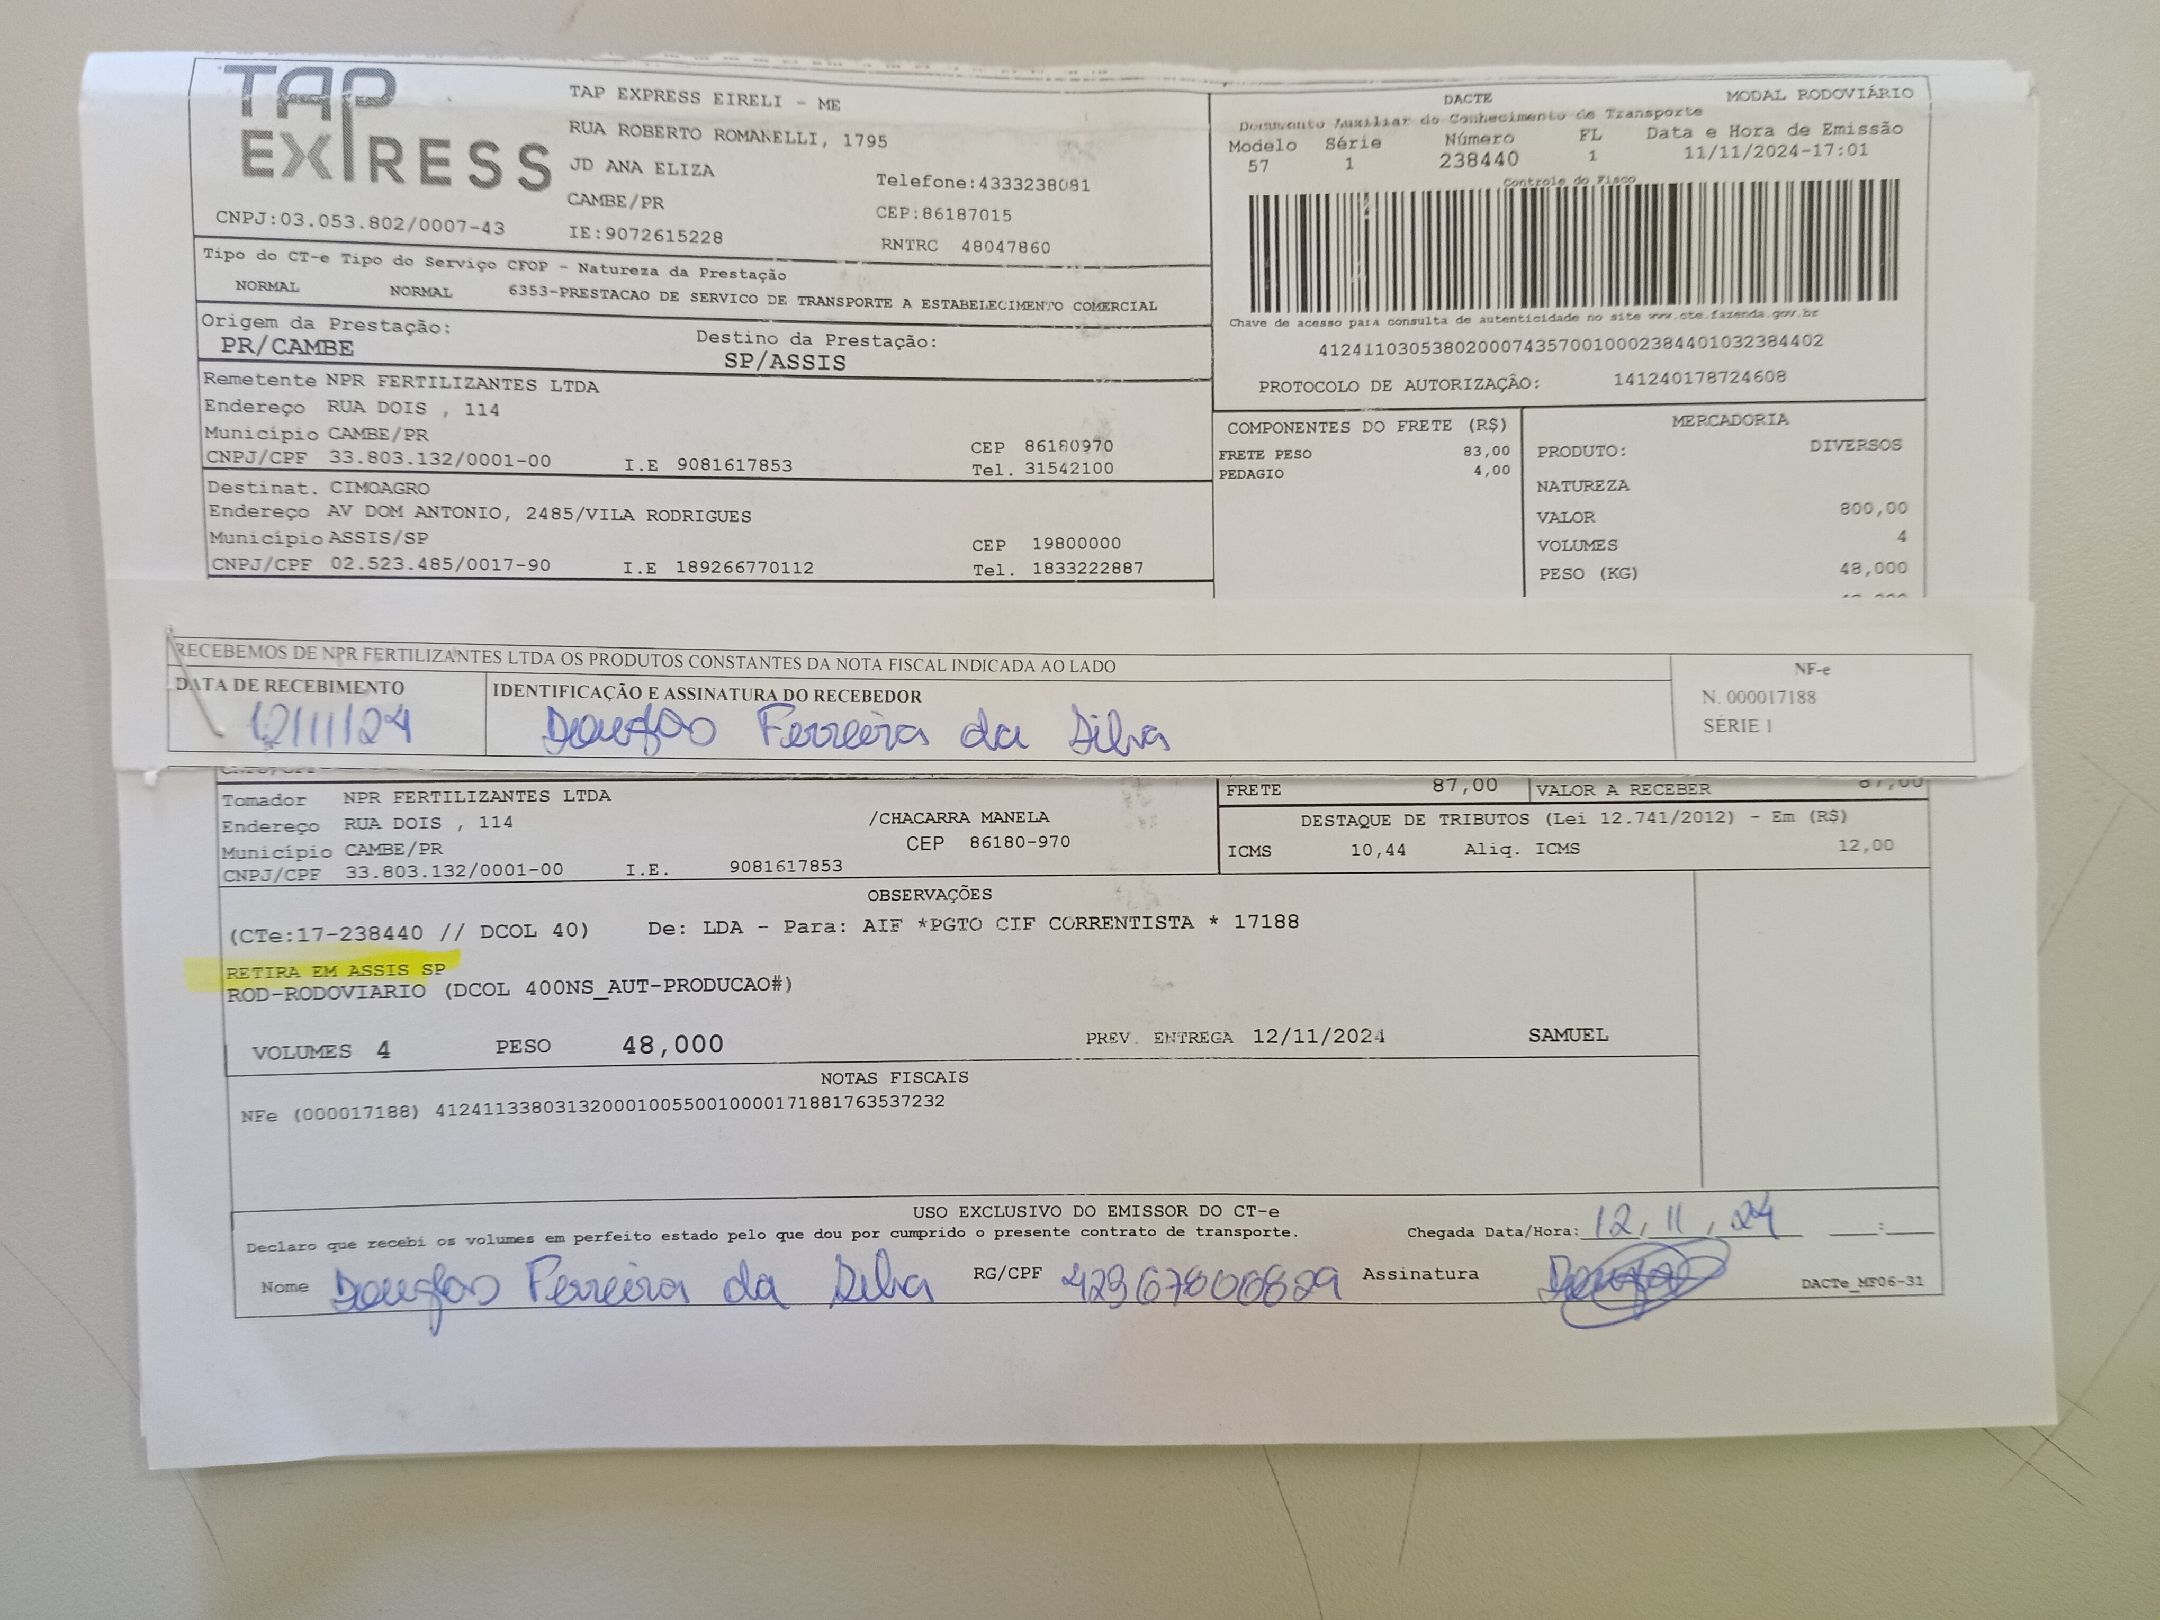 TAP EXPRESS
TAP EXPRESS EIRELI - ME
RUA ROBERTO ROMANELLI, 1795
JD ANA ELIZA
Telefone:4333238081
CAMBE/PR
CEP:86187015
CNPJ:03.053.802/0007-43
IE:9072615228
RNTRC 48047860
DACTE
MODAL RODOVIÁRIO
Documento Auxiliar do Conhecimento de Transporte
Modelo Série Número FL Data e Hora de Emissão
57 1 238440 1 11/11/2024-17:01
Controle do Fisco
Chave de acesso para consulta de autenticidade no site www.cte.fazenda.gov.br
41241103053802000743570010002384401032384402
PROTOCOLO DE AUTORIZAÇÃO: 141240178724608
Tipo do CT-e Tipo do Serviço CFOP - Natureza da Prestação
NORMAL NORMAL 6353-PRESTACAO DE SERVICO DE TRANSPORTE A ESTABELECIMENTO COMERCIAL
Origem da Prestação: Destino da Prestação:
PR/CAMBE SP/ASSIS
Remetente NPR FERTILIZANTES LTDA
Endereço RUA DOIS , 114
Município CAMBE/PR CEP 86180970
CNPJ/CPF 33.803.132/0001-00 I.E 9081617853 Tel. 31542100
Destinat. CIMOAGRO
Endereço AV DOM ANTONIO, 2485/VILA RODRIGUES
Município ASSIS/SP CEP 19800000
CNPJ/CPF 02.523.485/0017-90 I.E 189266770112 Tel. 1833222887
COMPONENTES DO FRETE (R$)
FRETE PESO 83,00
PEDAGIO 4,00
MERCADORIA
PRODUTO: DIVERSOS
NATUREZA
VALOR 800,00
VOLUMES 4
PESO (KG) 48,000
RECEBEMOS DE NPR FERTILIZANTES LTDA OS PRODUTOS CONSTANTES DA NOTA FISCAL INDICADA AO LADO
DATA DE RECEBIMENTO
12/11/24
IDENTIFICAÇÃO E ASSINATURA DO RECEBEDOR
Douglas Ferreira da Silva
NF-e
N. 000017188
SÉRIE 1
Tomador NPR FERTILIZANTES LTDA
Endereço RUA DOIS , 114 /CHACARRA MANELA
Município CAMBE/PR CEP 86180-970
CNPJ/CPF 33.803.132/0001-00 I.E. 9081617853
FRETE 87,00 VALOR A RECEBER 87,00
DESTAQUE DE TRIBUTOS (Lei 12.741/2012) - Em (R$)
ICMS 10,44 Aliq. ICMS 12,00
OBSERVAÇÕES
(CTe:17-238440 // DCOL 40) De: LDA - Para: AIF *PGTO CIF CORRENTISTA * 17188
RETIRA EM ASSIS SP
ROD-RODOVIARIO (DCOL 400NS_AUT-PRODUCAO#)
VOLUMES 4 PESO 48,000 PREV. ENTREGA 12/11/2024 SAMUEL
NOTAS FISCAIS
NFe (000017188) 41241133803132000100550010000171881763537232
USO EXCLUSIVO DO EMISSOR DO CT-e
Declaro que recebi os volumes em perfeito estado pelo que dou por cumprido o presente contrato de transporte. Chegada Data/Hora: 12, 11, 24 :
Nome Douglas Ferreira da Silva RG/CPF 42967800829 Assinatura Douglas DACTe_MF06-31